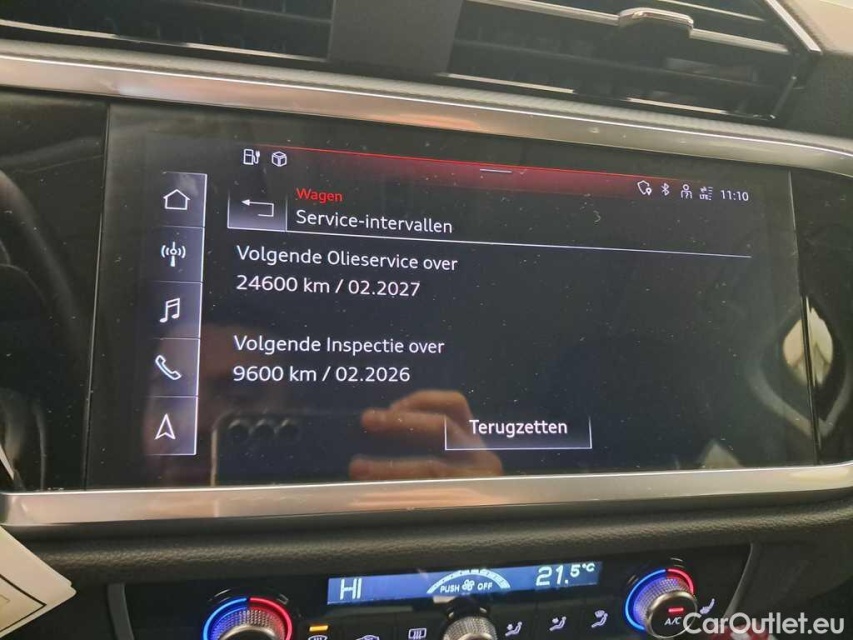 11:10
Wagen
Service-intervallen
Volgende Olieservice over
24600 km / 02.2027
Volgende Inspectie over
9600 km / 02.2026
Terugzetten
HI
PUSH OFF
21.5°C
A/C
CarOutlet.eu